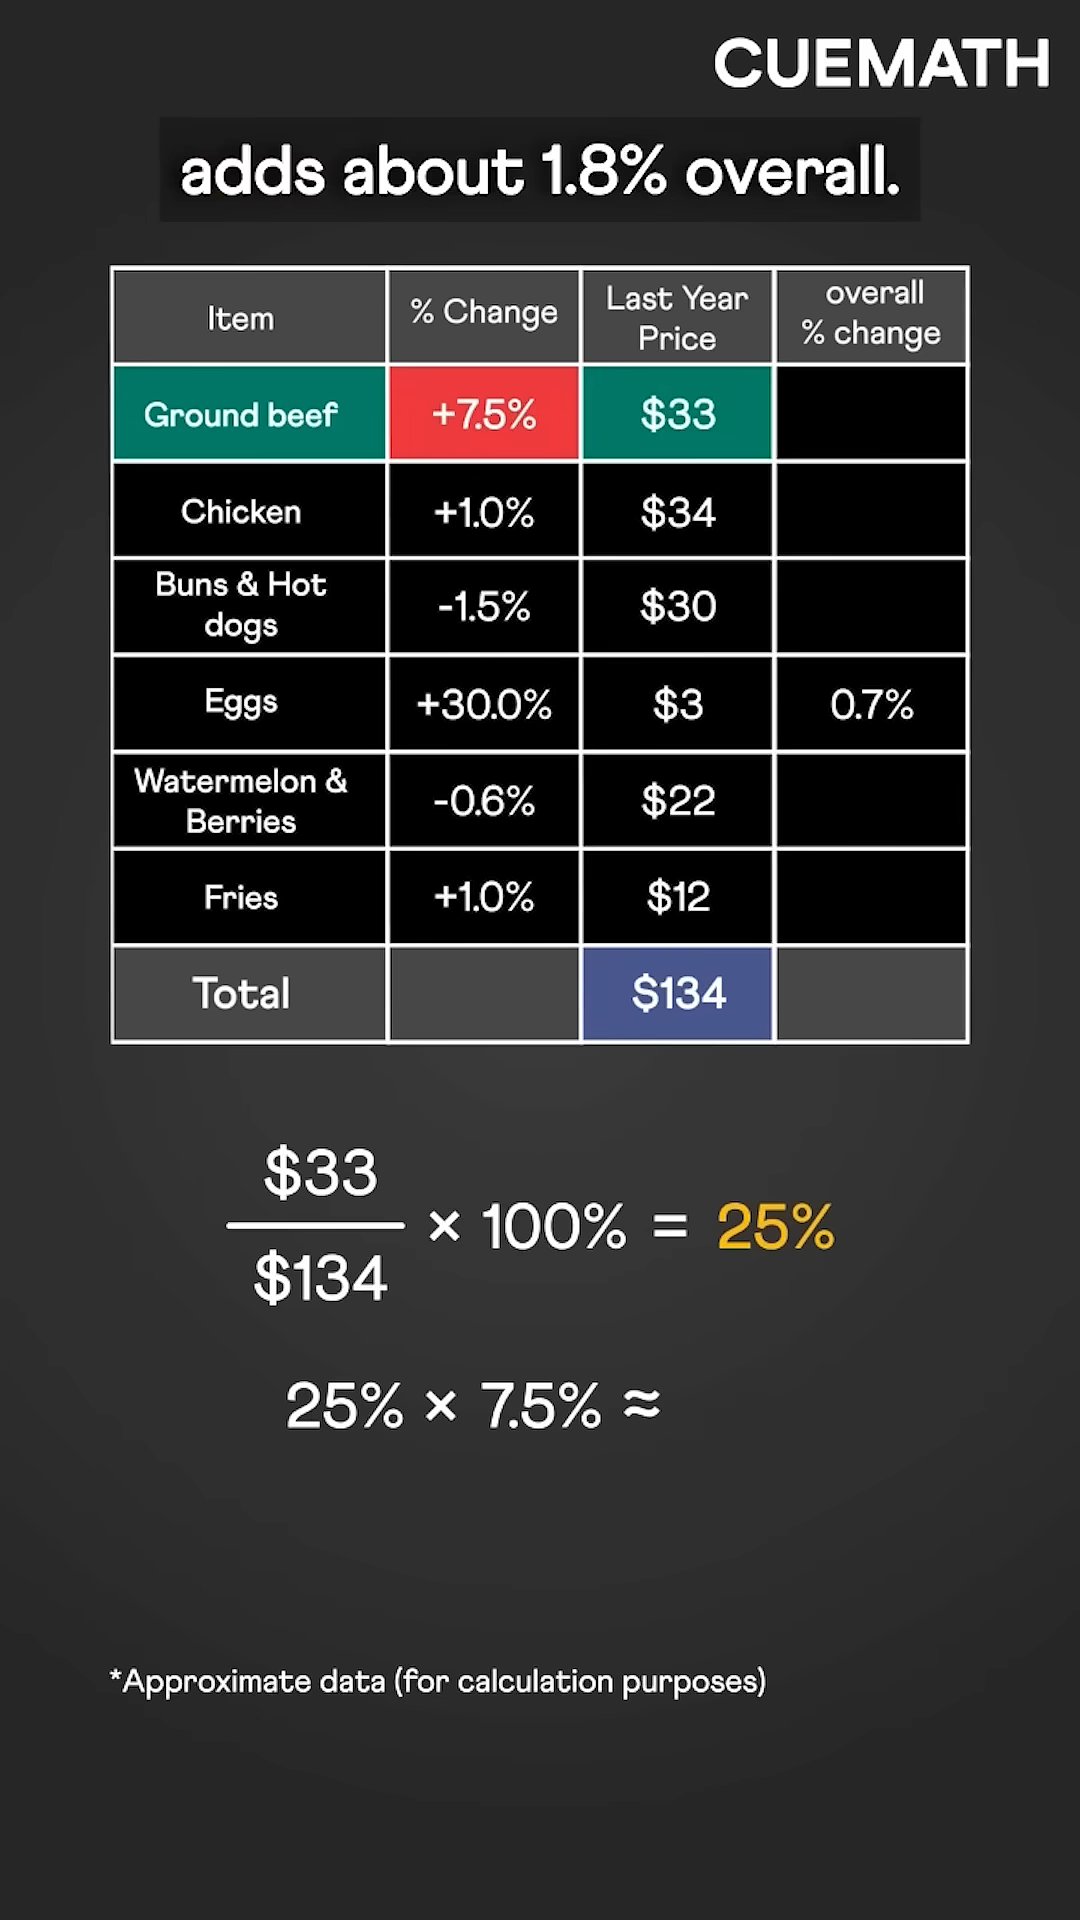 CUEMATH
adds about 1.8% overall.
Item % Change Last Year Price overall % change
Ground beef +7.5% $33
Chicken +1.0% $34
Buns & Hot dogs -1.5% $30
Eggs +30.0% $3 0.7%
Watermelon & Berries -0.6% $22
Fries +1.0% $12
Total $134
$33
$134
× 100% = 25%
25% × 7.5% ≈
*Approximate data (for calculation purposes)